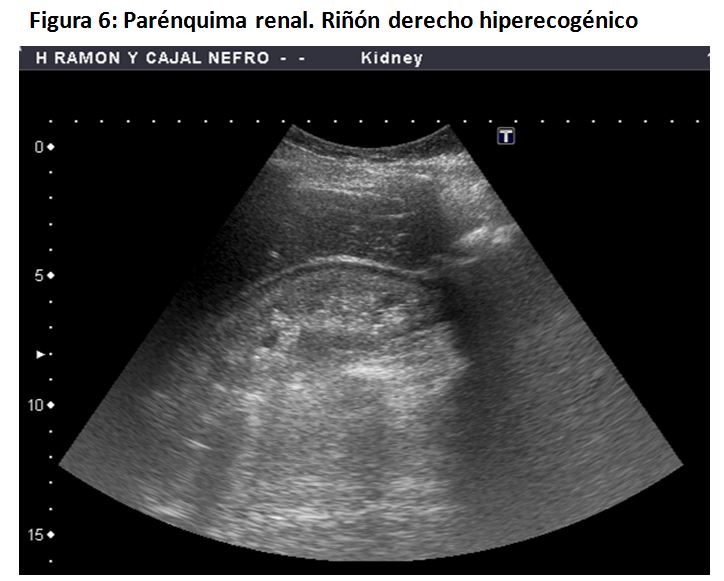 Figura 6: Parénquima renal. Riñón derecho hiperecogénico
H RAMON Y CAJAL NEFRO - - Kidney
T
0
5
10
15